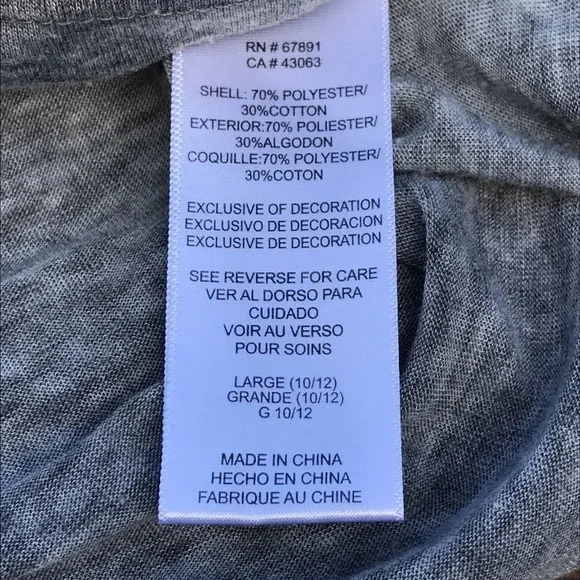 RN # 67891
CA # 43063
SHELL: 70% POLYESTER/
30%COTTON
EXTERIOR:70% POLIESTER/
30%ALGODON
COQUILLE:70% POLYESTER/
30%COTON
EXCLUSIVE OF DECORATION
EXCLUSIVO DE DECORACION
EXCLUSIVE DE DECORATION
SEE REVERSE FOR CARE
VER AL DORSO PARA
CUIDADO
VOIR AU VERSO
POUR SOINS
LARGE (10/12)
GRANDE (10/12)
G 10/12
MADE IN CHINA
HECHO EN CHINA
FABRIQUE AU CHINE